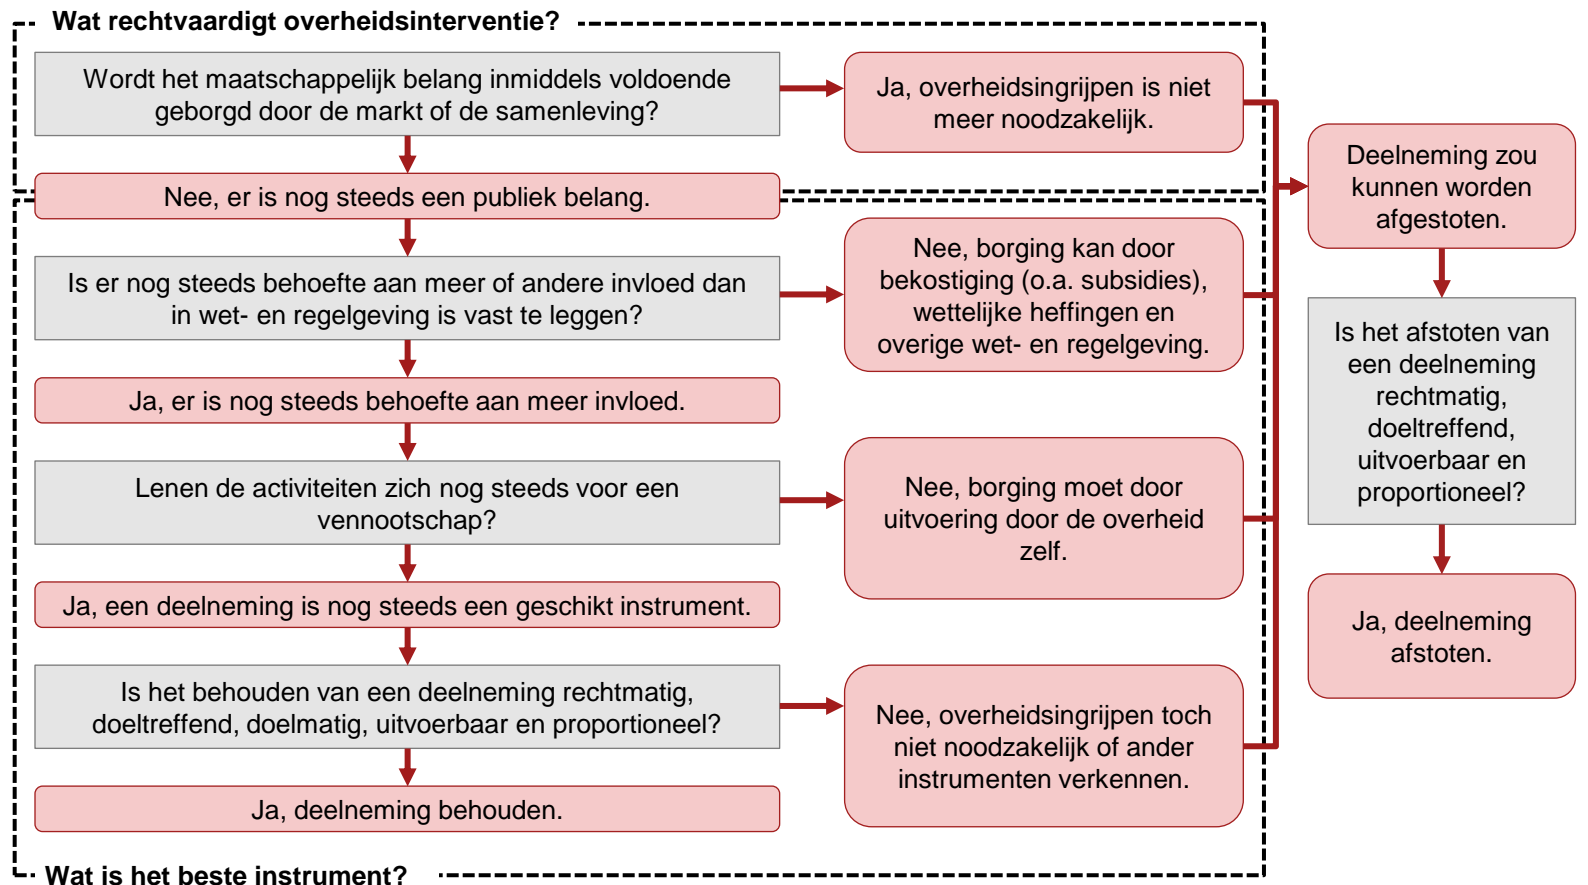 Wat rechtvaardigt overheidsinterventie?
Wordt het maatschappelijk belang inmiddels voldoende
geborgd door de markt of de samenleving?
Ja, overheidsingrijpen is niet
meer noodzakelijk.
Nee, er is nog steeds een publiek belang.
Is er nog steeds behoefte aan meer of andere invloed dan
in wet- en regelgeving is vast te leggen?
Nee, borging kan door
bekostiging (o.a. subsidies),
wettelijke heffingen en
overige wet- en regelgeving.
Ja, er is nog steeds behoefte aan meer invloed.
Lenen de activiteiten zich nog steeds voor een
vennootschap?
Nee, borging moet door
uitvoering door de overheid
zelf.
Ja, een deelneming is nog steeds een geschikt instrument.
Is het behouden van een deelneming rechtmatig,
doeltreffend, doelmatig, uitvoerbaar en proportioneel?
Nee, overheidsingrijpen toch
niet noodzakelijk of ander
instrumenten verkennen.
Ja, deelneming behouden.
Wat is het beste instrument?
Deelneming zou
kunnen worden
afgestoten.
Is het afstoten van
een deelneming
rechtmatig,
doeltreffend,
uitvoerbaar en
proportioneel?
Ja, deelneming
afstoten.